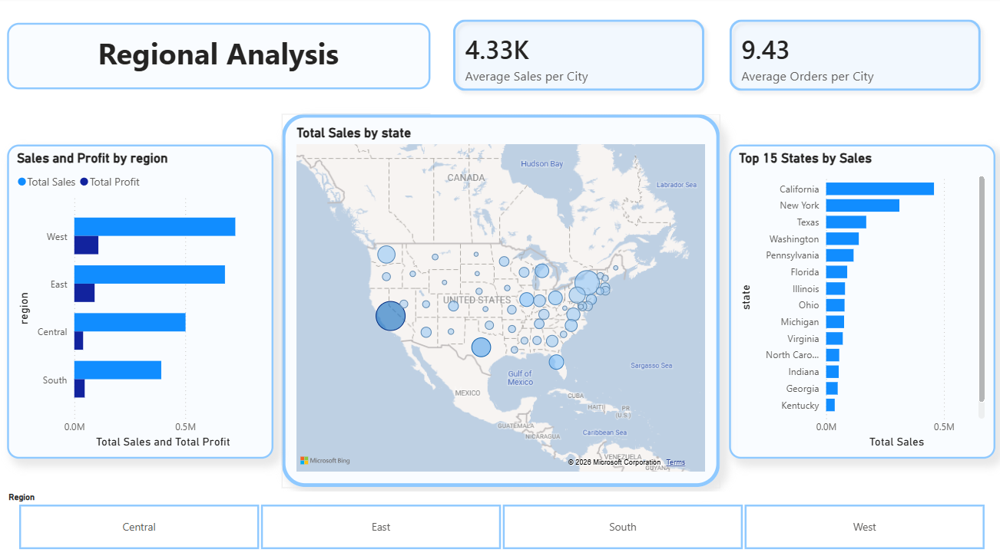 Regional Analysis
4.33K
Average Sales per City
9.43
Average Orders per City
Sales and Profit by region
Total Sales Total Profit
region
West
East
Central
South
0.0M 0.5M
Total Sales and Total Profit
Total Sales by state
Hudson Bay
CANADA
Labrador Sea
UNITED STATES
Sargasso Sea
Gulf of
Mexico
MEXICO
CUBA
HAITI
PR
(U.S.)
GUATEMALA
Caribbean Sea
NICARAGUA
VENEZUELA
GUYANA
Microsoft Bing
© 2026 Microsoft Corporation Terms
Top 15 States by Sales
state
California
New York
Texas
Washington
Pennsylvania
Florida
Illinois
Ohio
Michigan
Virginia
North Caro...
Indiana
Georgia
Kentucky
0.0M 0.5M
Total Sales
Region
Central
East
South
West